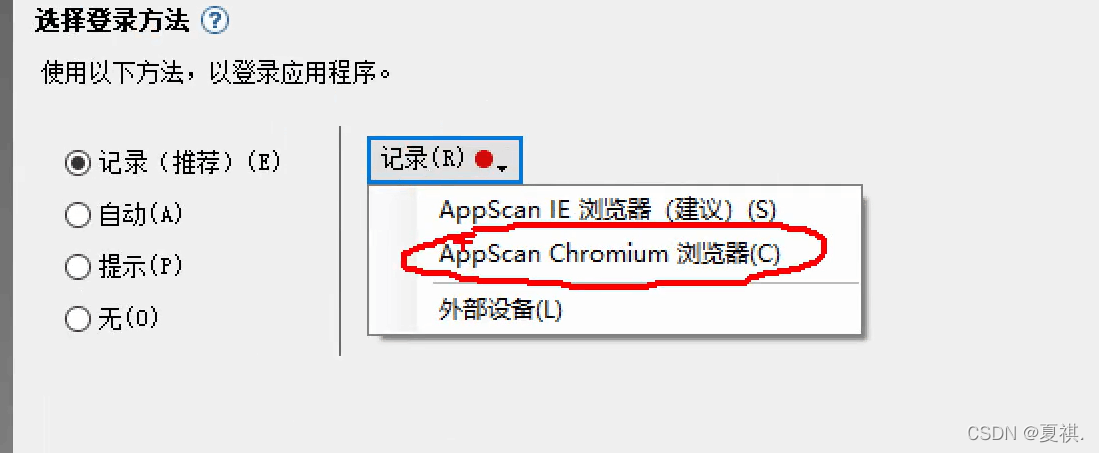 选择登录方法 ?
使用以下方法，以登录应用程序。
记录（推荐）(E)
自动(A)
提示(P)
无(O)
记录(R)
AppScan IE 浏览器（建议）(S)
AppScan Chromium 浏览器(C)
外部设备(L)
CSDN @夏祺.